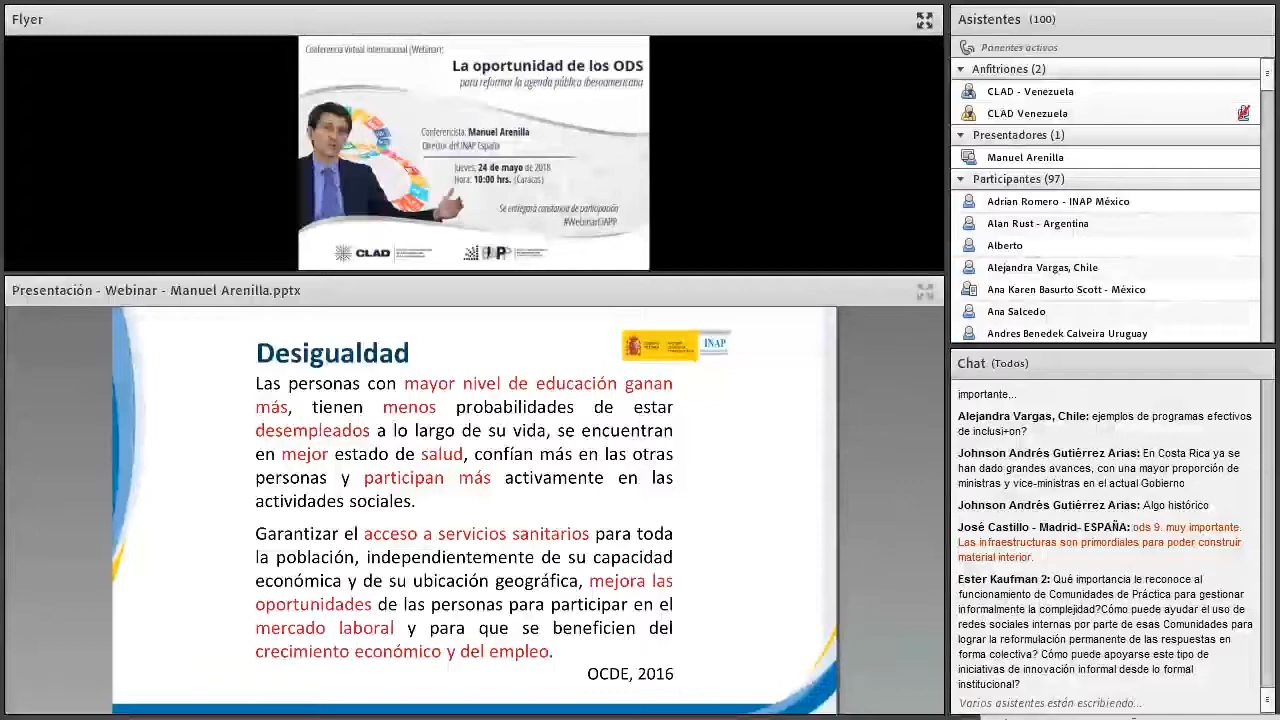 Flyer
Conferencia Virtual Internacional (Webinar)
La oportunidad de los ODS
para reformar la agenda pública iberoamericana
Conferencista: Manuel Arenilla
Director del INAP España
Jueves, 24 de mayo de 2018
Hora: 10:00 hrs. (Caracas)
Se entregará constancia de participación
#WebinarCIAPP
CLAD
Presentación - Webinar - Manuel Arenilla.pptx
INAP
Desigualdad
Las personas con mayor nivel de educación ganan
más, tienen menos probabilidades de estar
desempleados a lo largo de su vida, se encuentran
en mejor estado de salud, confían más en las otras
personas y participan más activamente en las
actividades sociales.
Garantizar el acceso a servicios sanitarios para toda
la población, independientemente de su capacidad
económica y de su ubicación geográfica, mejora las
oportunidades de las personas para participar en el
mercado laboral y para que se beneficien del
crecimiento económico y del empleo.
OCDE, 2016
Asistentes (100)
Ponentes activos
Anfitriones (2)
CLAD - Venezuela
CLAD Venezuela
Presentadores (1)
Manuel Arenilla
Participantes (97)
Adrian Romero - INAP México
Alan Rust - Argentina
Alberto
Alejandra Vargas, Chile
Ana Karen Basurto Scott - México
Ana Salcedo
Andres Benedek Calveira Uruguay
Chat (Todos)
importante...
Alejandra Vargas, Chile: ejemplos de programas efectivos
de inclusi+on?
Johnson Andrés Gutiérrez Arias: En Costa Rica ya se
han dado grandes avances, con una mayor proporción de
ministras y vice-ministras en el actual Gobierno
Johnson Andrés Gutiérrez Arias: Algo histórico
José Castillo - Madrid- ESPAÑA: ods 9. muy importante.
Las infraestructuras son primordiales para poder construir
material interior.
Ester Kaufman 2: Qué importancia le reconoce al
funcionamiento de Comunidades de Práctica para gestionar
informalmente la complejidad?Cómo puede ayudar el uso de
redes sociales internas por parte de esas Comunidades para
lograr la reformulación permanente de las respuestas en
forma colectiva? Cómo puede apoyarse este tipo de
iniciativas de innovación informal desde lo formal
institucional?
Varios asistentes están escribiendo...